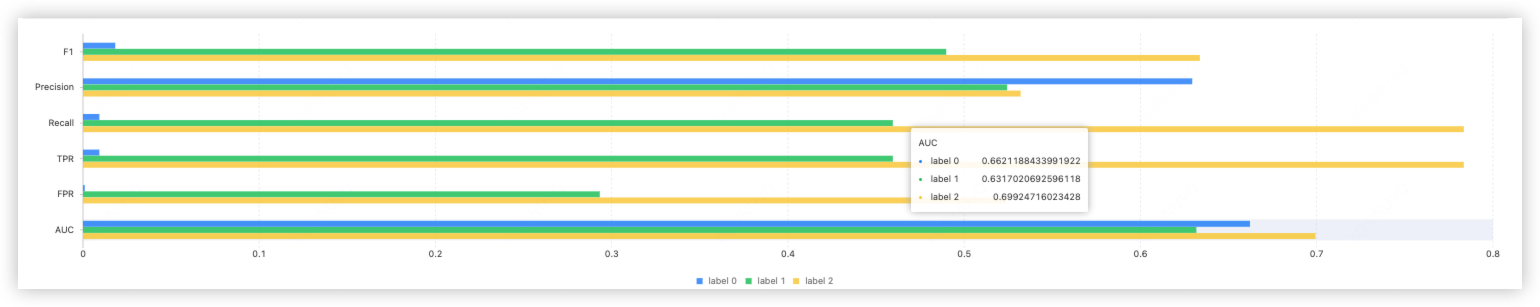 F1
Precision
Recall
TPR
FPR
AUC
AUC
label 0 0.6621188433991922
label 1 0.6317020692596118
label 2 0.69924716023428
0 0.1 0.2 0.3 0.4 0.5 0.6 0.7 0.8
label 0 label 1 label 2